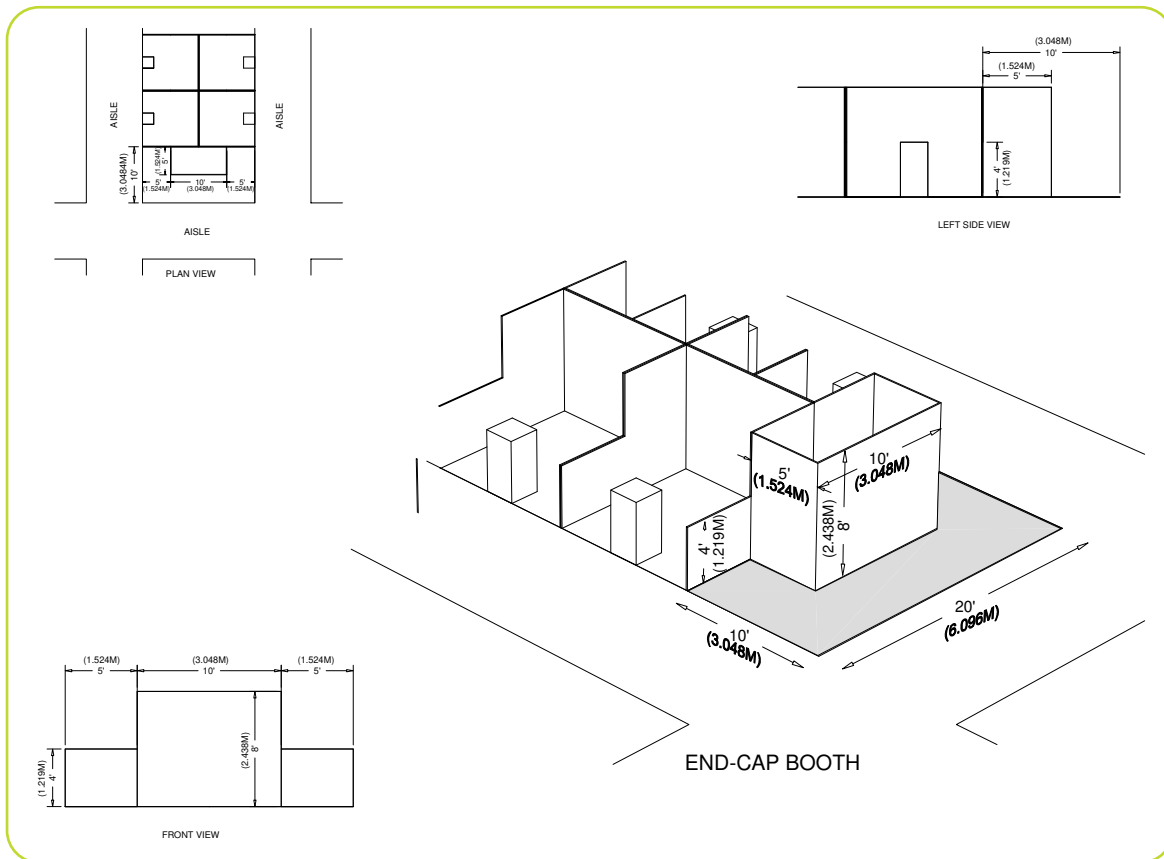 AISLE
AISLE
(3.0484M)
10'
(1.524M)
5'
5'
(1.524M)
10'
(3.048M)
5'
(1.524M)
AISLE
PLAN VIEW
(3.048M)
10'
(1.524M)
5'
4'
(1.219M)
LEFT SIDE VIEW
5'
(1.524M)
10'
(3.048M)
(2.438M)
8'
4'
(1.219M)
10'
(3.048M)
20'
(6.096M)
END-CAP BOOTH
(1.524M)
5'
(3.048M)
10'
(1.524M)
5'
(1.219M)
4'
(2.438M)
8'
FRONT VIEW